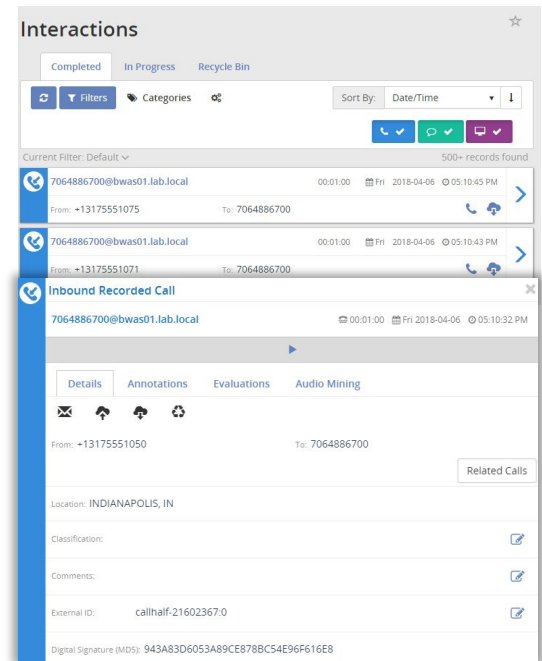 Interactions
Completed In Progress Recycle Bin
Filters Categories Sort By: Date/Time
Current Filter: Default 500+ records found
7064886700@bwas01.lab.local 00:01:00 Fri 2018-04-06 05:10:45 PM
From: +13175551075 To: 7064886700
7064886700@bwas01.lab.local 00:01:00 Fri 2018-04-06 05:10:43 PM
From: +13175551071 To: 7064886700
Inbound Recorded Call
7064886700@bwas01.lab.local 00:01:00 Fri 2018-04-06 05:10:32 PM
Details Annotations Evaluations Audio Mining
From: +13175551050 To: 7064886700
Related Calls
Location: INDIANAPOLIS, IN
Classification:
Comments:
External ID: callhalf-21602367:0
Digital Signature (MD5): 943A83D6053A89CE878BC54E96F616E8